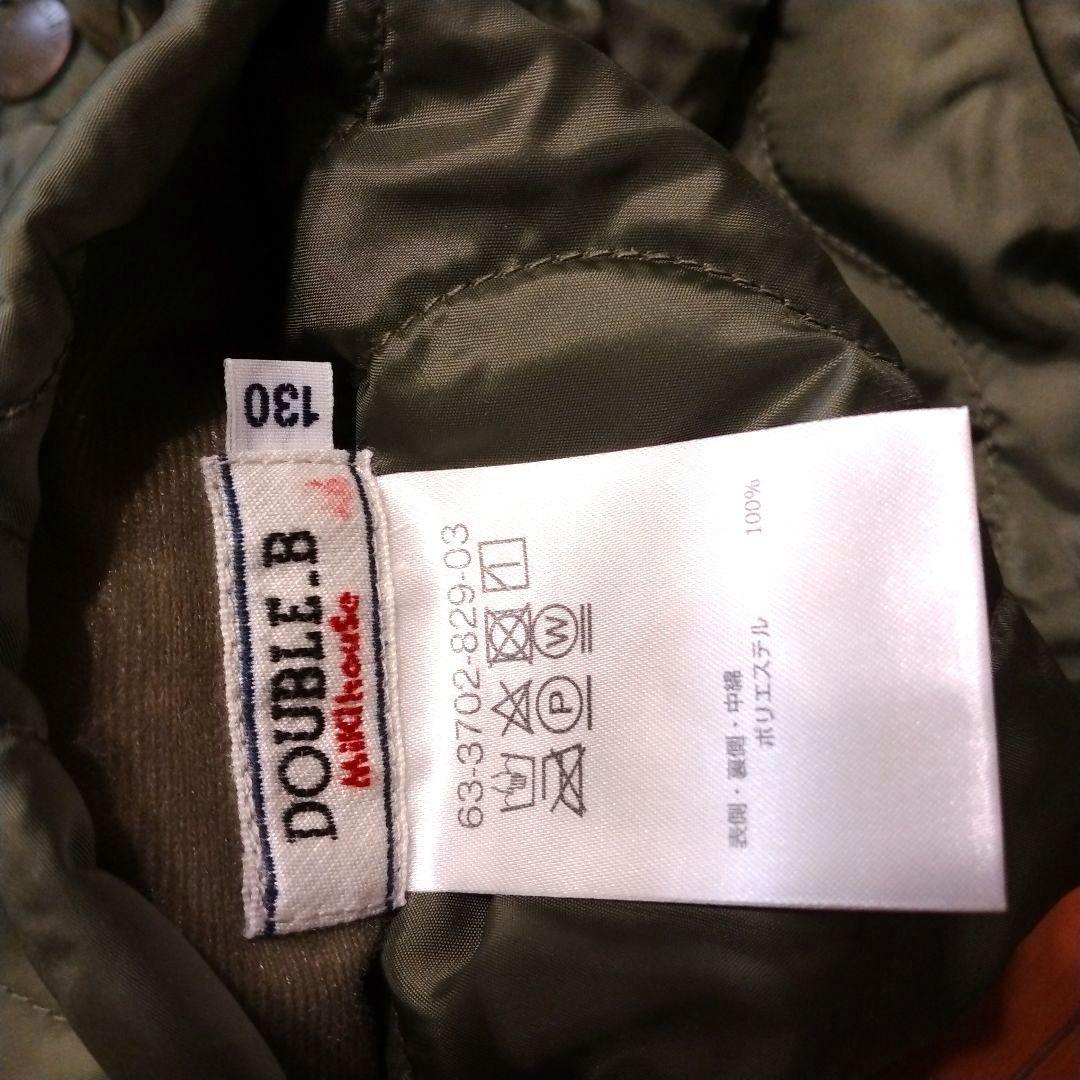 130
DOUBLE_B
MIKIHOUSE
63-3702-829-03
W
P
表側・裏側・中綿
ポリエステル 100%